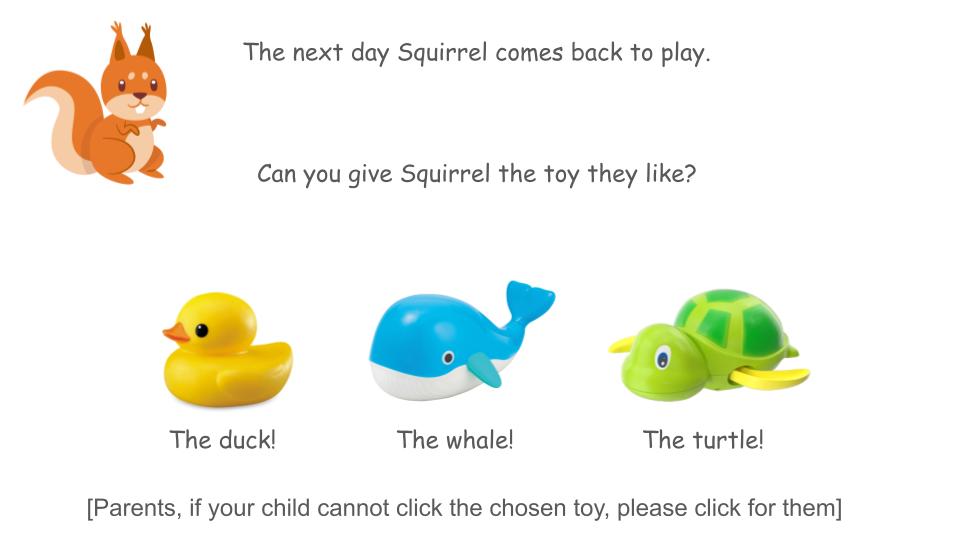 The next day Squirrel comes back to play.
Can you give Squirrel the toy they like?
The duck!
The whale!
The turtle!
[Parents, if your child cannot click the chosen toy, please click for them]